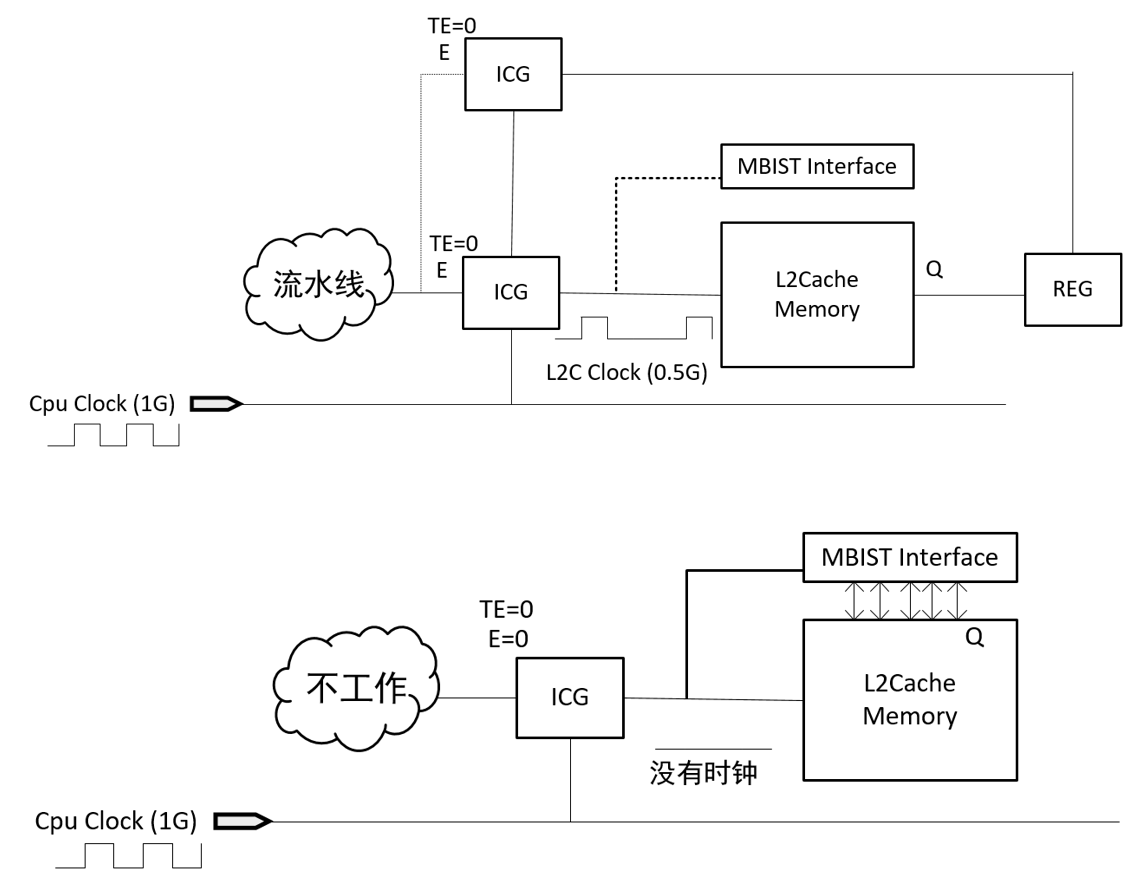 TE=0
E
ICG
MBIST Interface
TE=0
E
流水线
ICG
L2Cache
Memory
Q
REG
L2C Clock (0.5G)
Cpu Clock (1G)
MBIST Interface
TE=0
E=0
Q
不工作
ICG
L2Cache
Memory
没有时钟
Cpu Clock (1G)